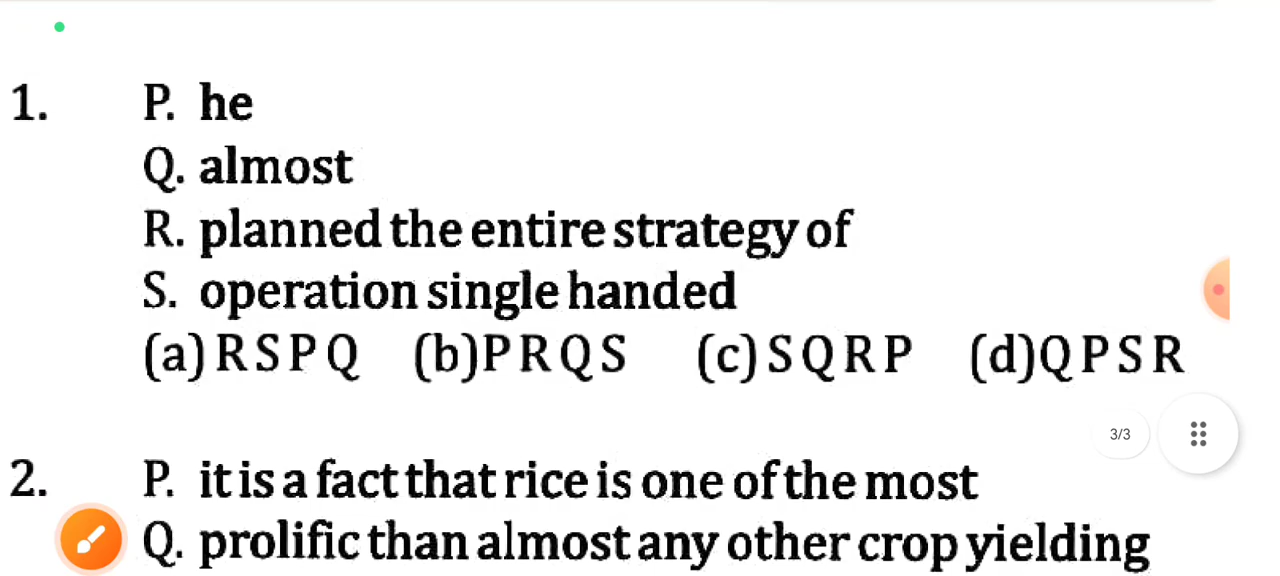 1. P. he
Q. almost
R. planned the entire strategy of
S. operation single handed
(a) R S P Q (b) P R Q S (c) S Q R P (d) Q P S R
3/3
2. P. it is a fact that rice is one of the most
Q. prolific than almost any other crop yielding